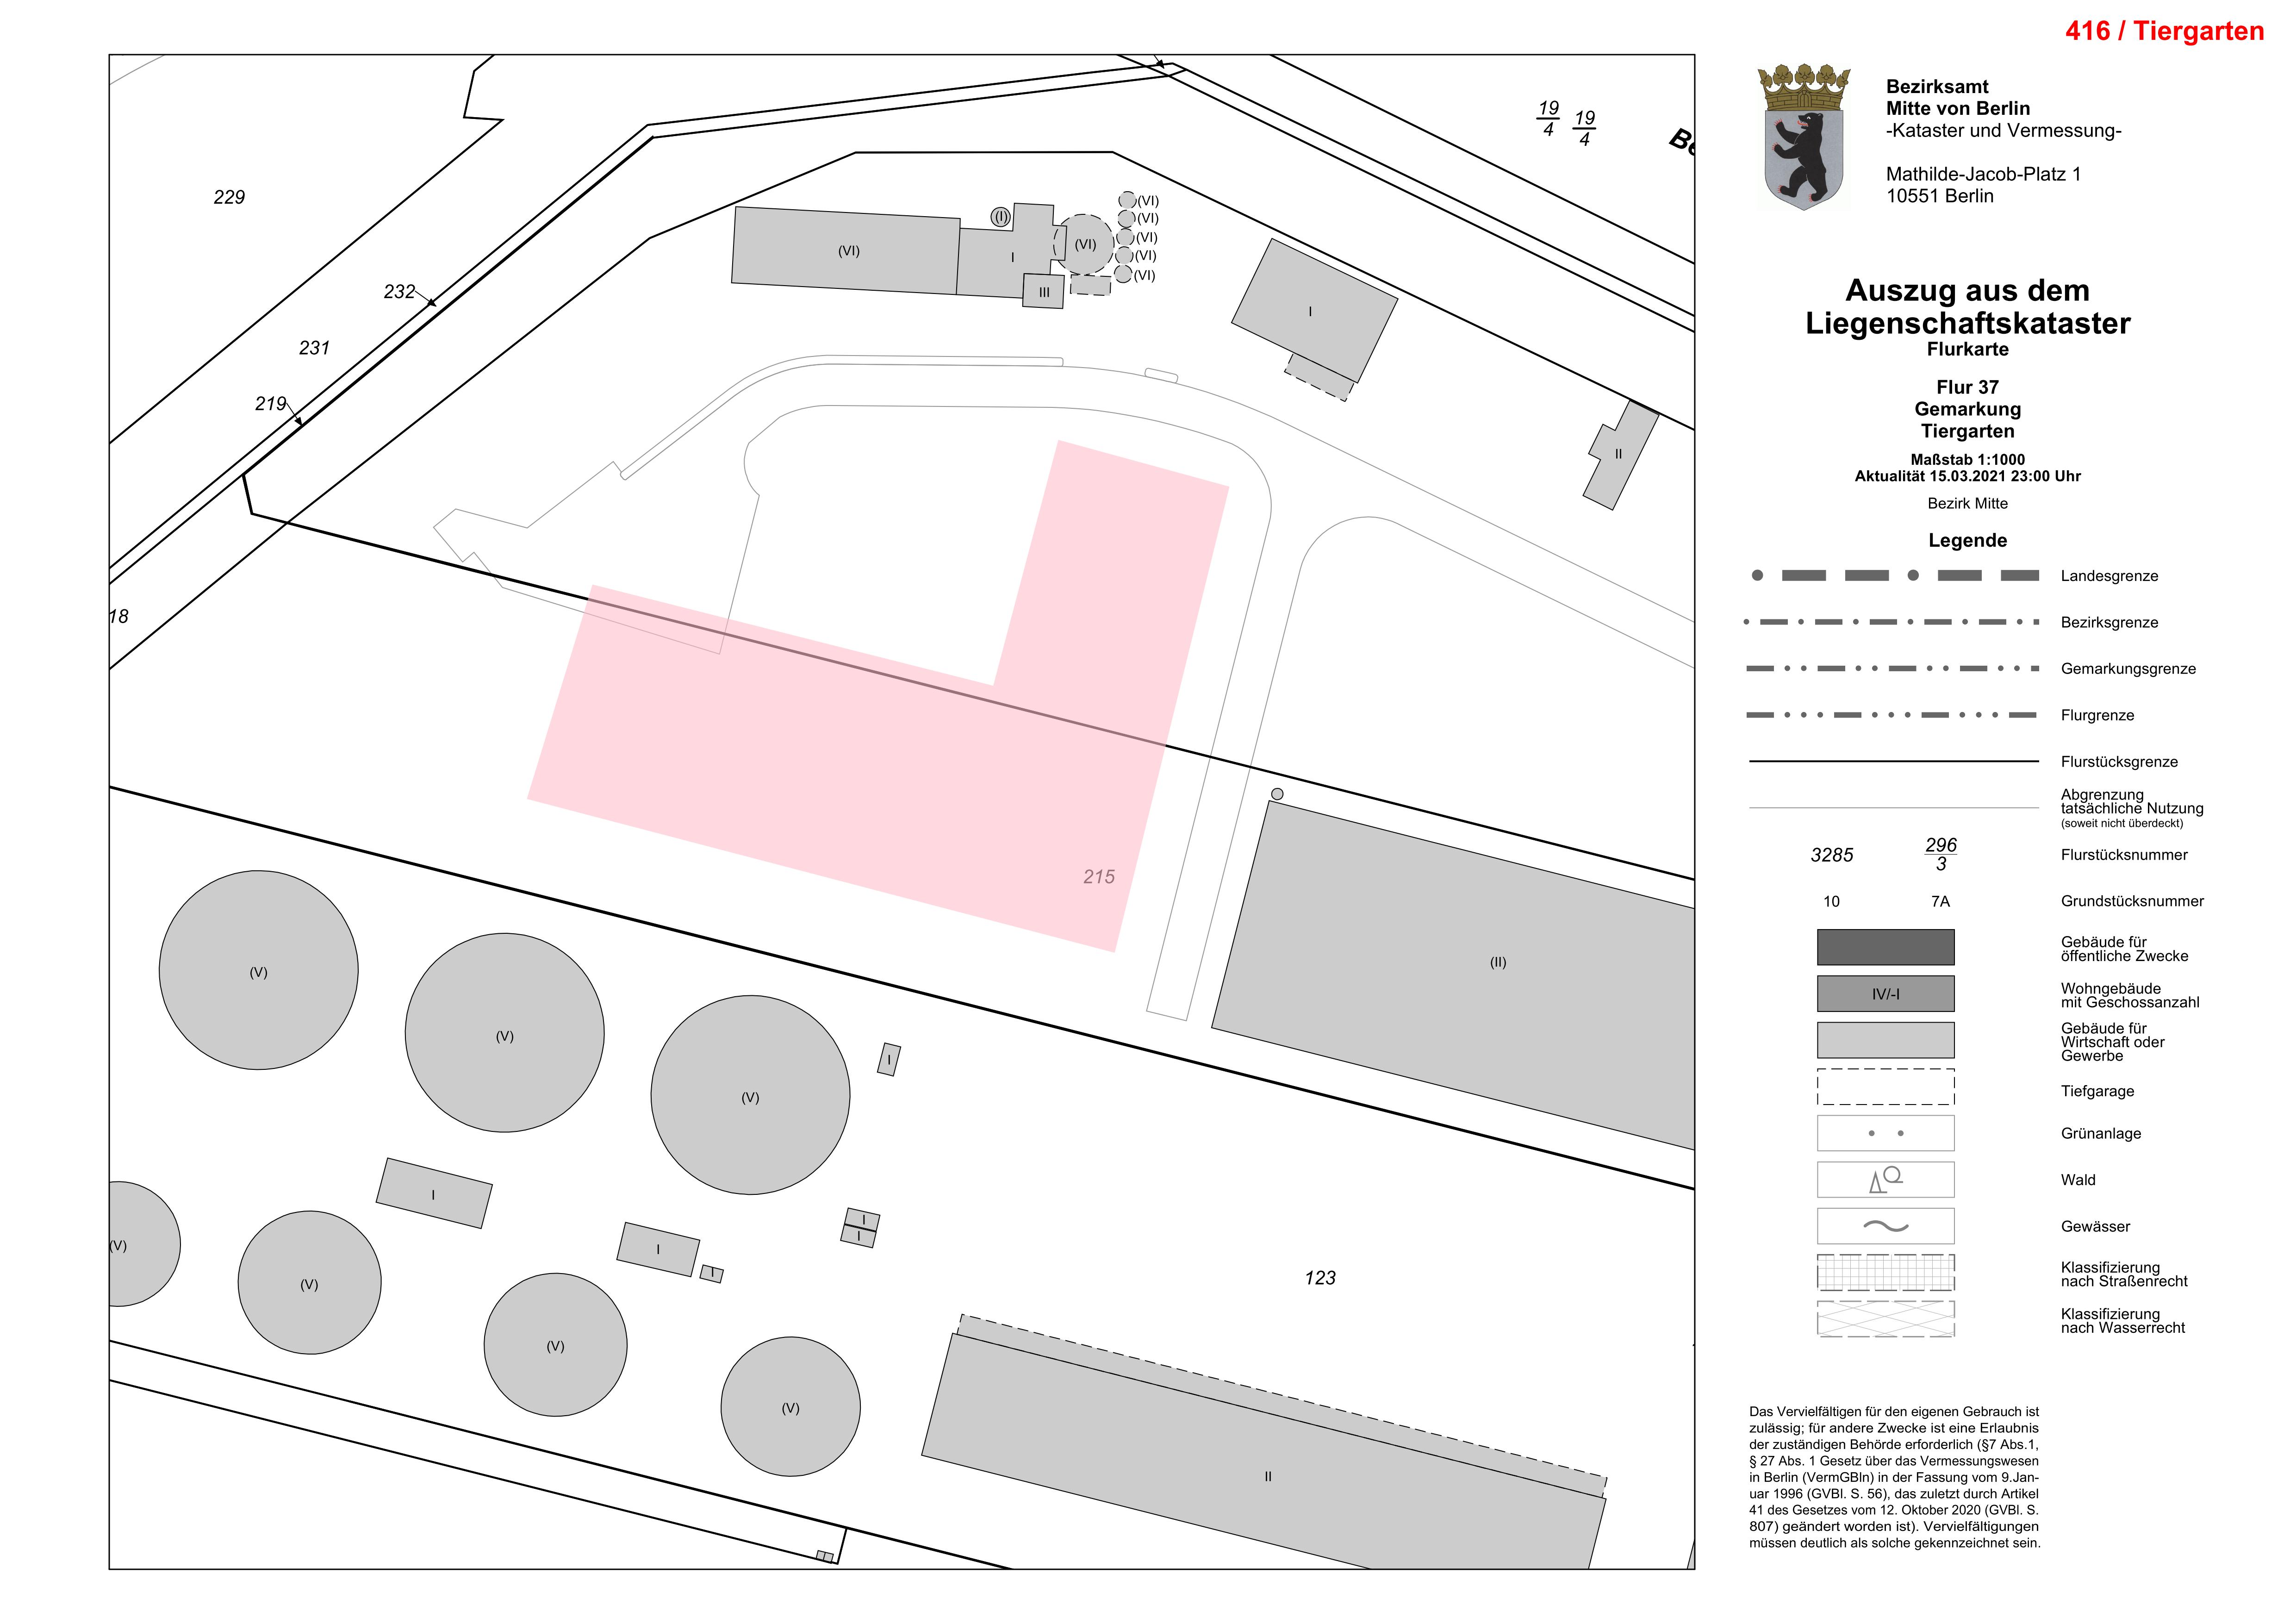 416 / Tiergarten
Bezirksamt
Mitte von Berlin
-Kataster und Vermessung-
Mathilde-Jacob-Platz 1
10551 Berlin
Auszug aus dem
Liegenschaftskataster
Flurkarte
Flur 37
Gemarkung
Tiergarten
Maßstab 1:1000
Aktualität 15.03.2021 23:00 Uhr
Bezirk Mitte
Legende
Landesgrenze
Bezirksgrenze
Gemarkungsgrenze
Flurgrenze
Flurstücksgrenze
Abgrenzung
tatsächliche Nutzung
(soweit nicht überdeckt)
3285
296
3
Flurstücksnummer
10
7A
Grundstücksnummer
Gebäude für
öffentliche Zwecke
IV/-I
Wohngebäude
mit Geschossanzahl
Gebäude für
Wirtschaft oder
Gewerbe
Tiefgarage
Grünanlage
Wald
Gewässer
Klassifizierung
nach Straßenrecht
Klassifizierung
nach Wasserrecht
Das Vervielfältigen für den eigenen Gebrauch ist
zulässig; für andere Zwecke ist eine Erlaubnis
der zuständigen Behörde erforderlich (§7 Abs.1,
§ 27 Abs. 1 Gesetz über das Vermessungswesen
in Berlin (VermGBln) in der Fassung vom 9.Jan-
uar 1996 (GVBl. S. 56), das zuletzt durch Artikel
41 des Gesetzes vom 12. Oktober 2020 (GVBl. S.
807) geändert worden ist). Vervielfältigungen
müssen deutlich als solche gekennzeichnet sein.
19
4
19
4
229
(VI)
(I)
I
III
(VI)
(VI)
(VI)
(VI)
(VI)
(VI)
232
231
219
I
II
18
215
(II)
(V)
(V)
(V)
I
I
I
I
I
I
(V)
(V)
(V)
(V)
123
II